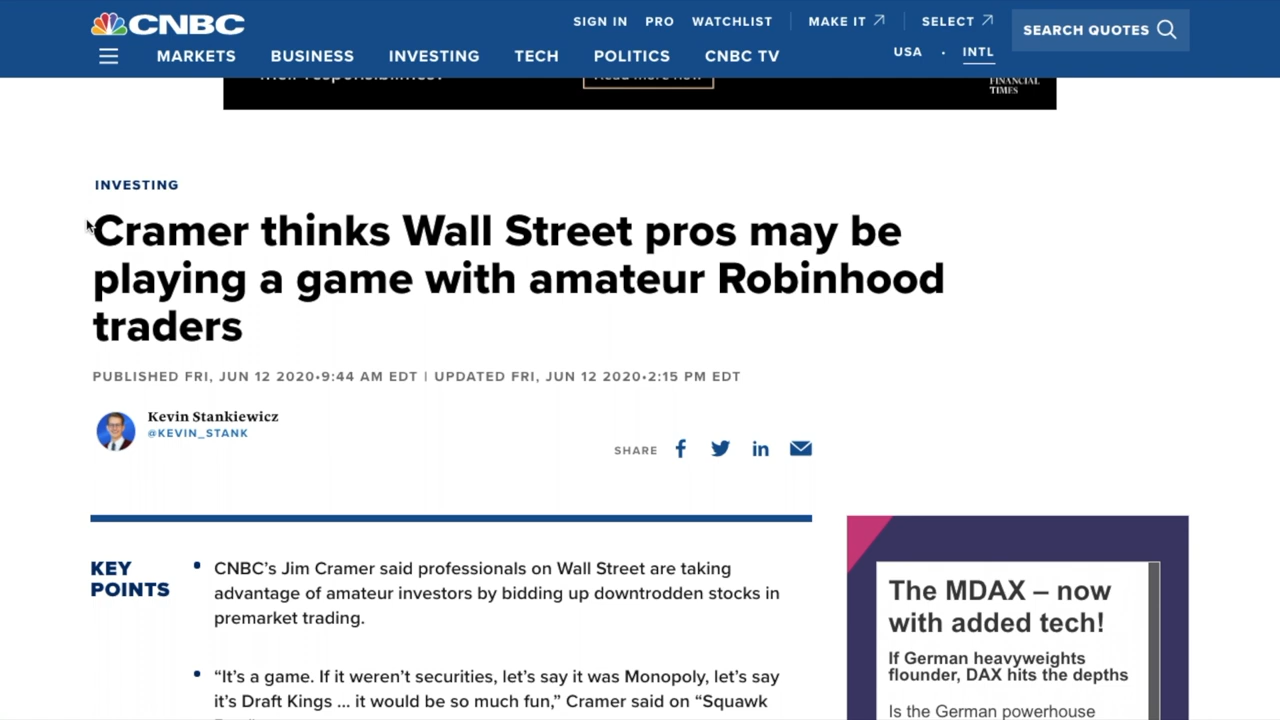 CNBC
SIGN IN PRO WATCHLIST MAKE IT SELECT
SEARCH QUOTES
MARKETS BUSINESS INVESTING TECH POLITICS CNBC TV
USA · INTL
FINANCIAL
TIMES
INVESTING
Cramer thinks Wall Street pros may be
playing a game with amateur Robinhood
traders
PUBLISHED FRI, JUN 12 2020•9:44 AM EDT | UPDATED FRI, JUN 12 2020•2:15 PM EDT
Kevin Stankiewicz
@KEVIN_STANK
SHARE
KEY
POINTS
• CNBC’s Jim Cramer said professionals on Wall Street are taking
advantage of amateur investors by bidding up downtrodden stocks in
premarket trading.
• “It’s a game. If it weren’t securities, let’s say it was Monopoly, let’s say
it’s Draft Kings ... it would be so much fun,” Cramer said on “Squawk
The MDAX – now
with added tech!
If German heavyweights
flounder, DAX hits the depths
Is the German powerhouse